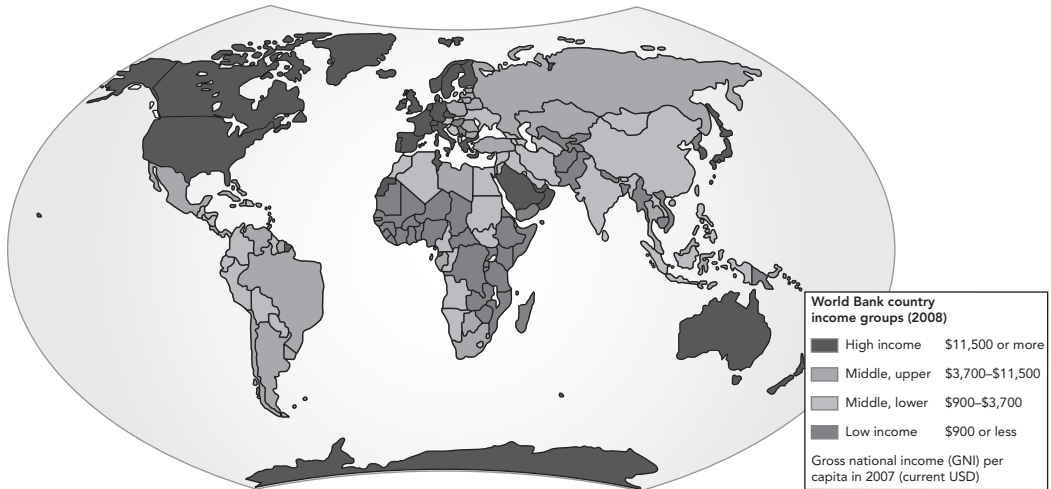 World Bank country
income groups (2008)
High income $11,500 or more
Middle, upper $3,700–$11,500
Middle, lower $900–$3,700
Low income $900 or less
Gross national income (GNI) per
capita in 2007 (current USD)